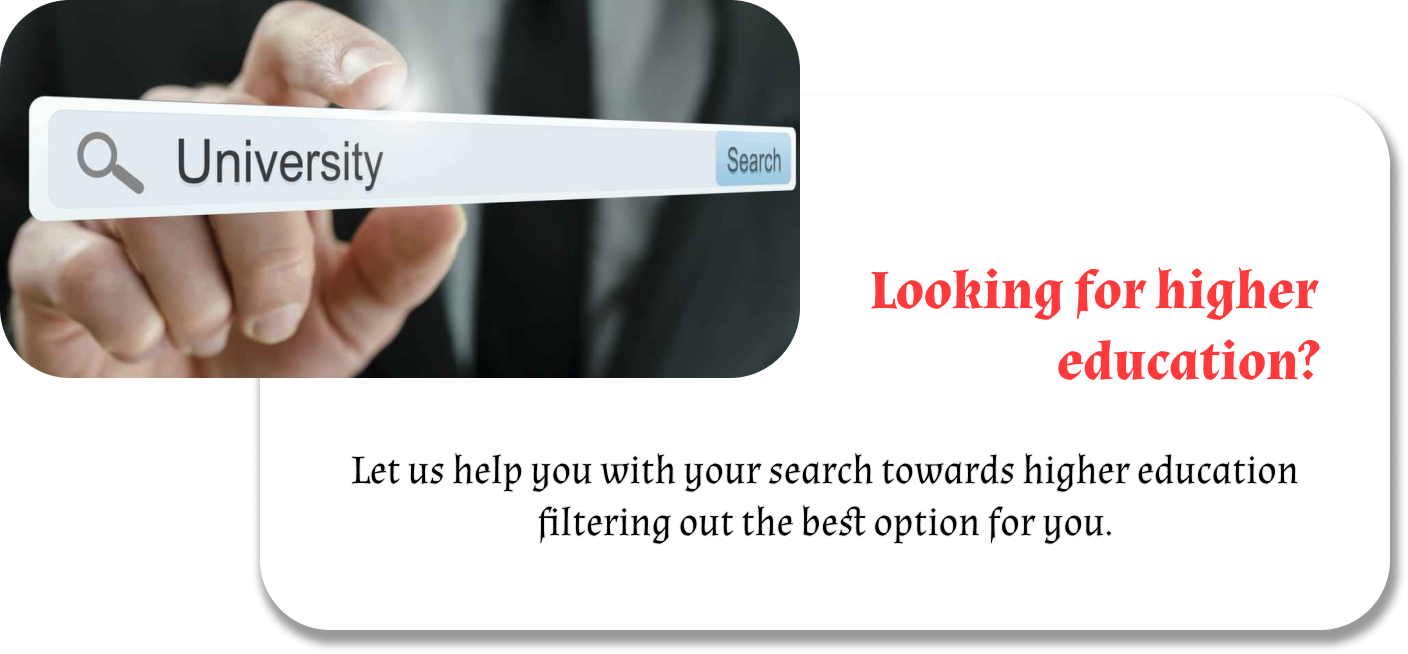 University
Search
Looking for higher
education?
Let us help you with your search towards higher education
filtering out the best option for you.